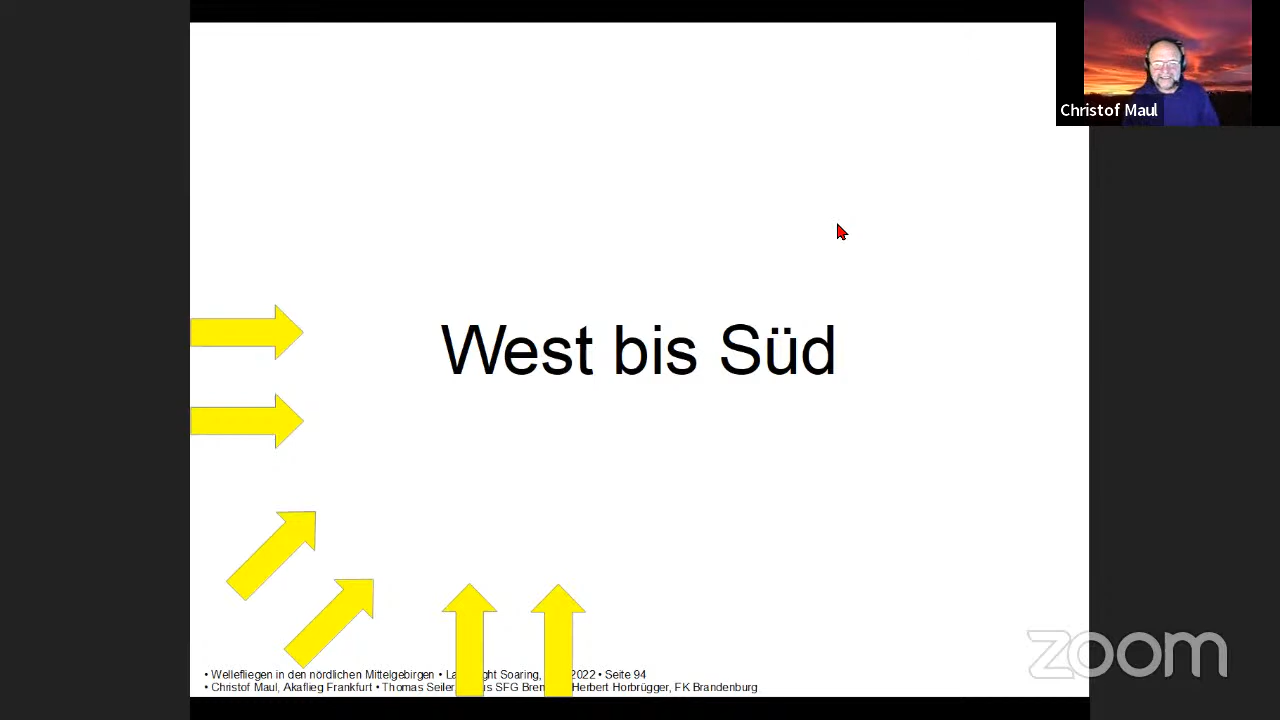 Christof Maul
West bis Süd
• Wellefliegen in den nördlichen Mittelgebirgen • La ght Soaring, 2022 • Seite 94
• Christof Maul, Akaflieg Frankfurt • Thomas Seiler, s SFG Bre Herbert Horbrügger, FK Brandenburg
zoom